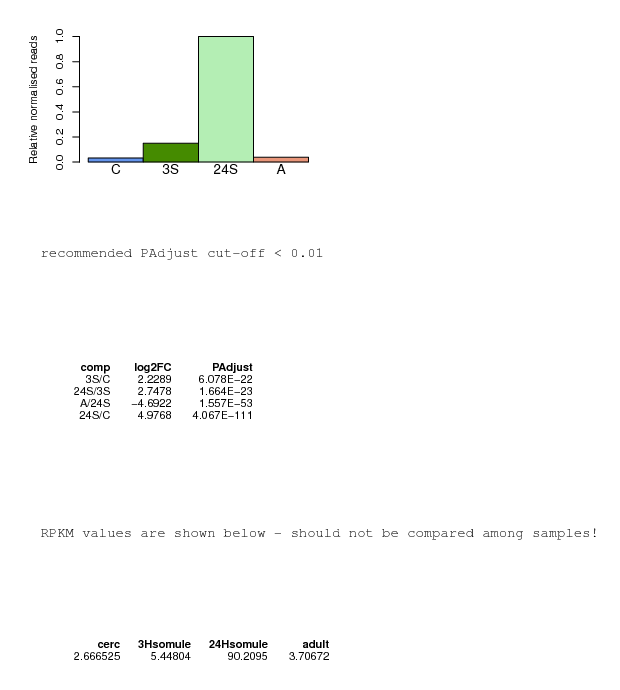 Relative normalised reads
1.0
0.8
0.6
0.4
0.2
0.0
C 3S 24S A
recommended PAdjust cut-off < 0.01
comp log2FC PAdjust
3S/C 2.2289 6.078E-22
24S/3S 2.7478 1.664E-23
A/24S -4.6922 1.557E-53
24S/C 4.9768 4.067E-111
RPKM values are shown below - should not be compared among samples!
cerc 3Hsomule 24Hsomule adult
2.666525 5.44804 90.2095 3.70672